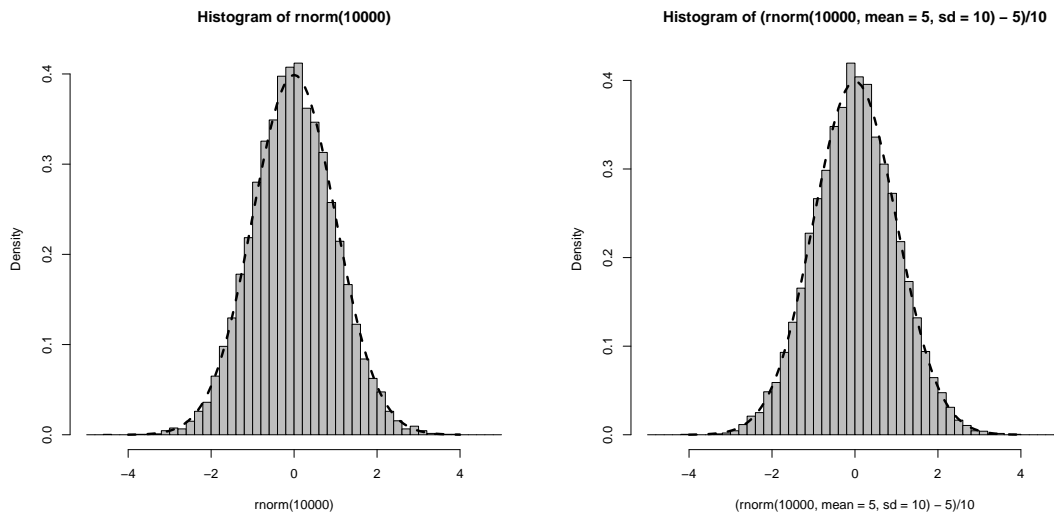 Histogram of rnorm(10000)
Density
0.0 0.1 0.2 0.3 0.4
−4 −2 0 2 4
rnorm(10000)
Histogram of (rnorm(10000, mean = 5, sd = 10) − 5)/10
Density
0.0 0.1 0.2 0.3 0.4
−4 −2 0 2 4
(rnorm(10000, mean = 5, sd = 10) − 5)/10